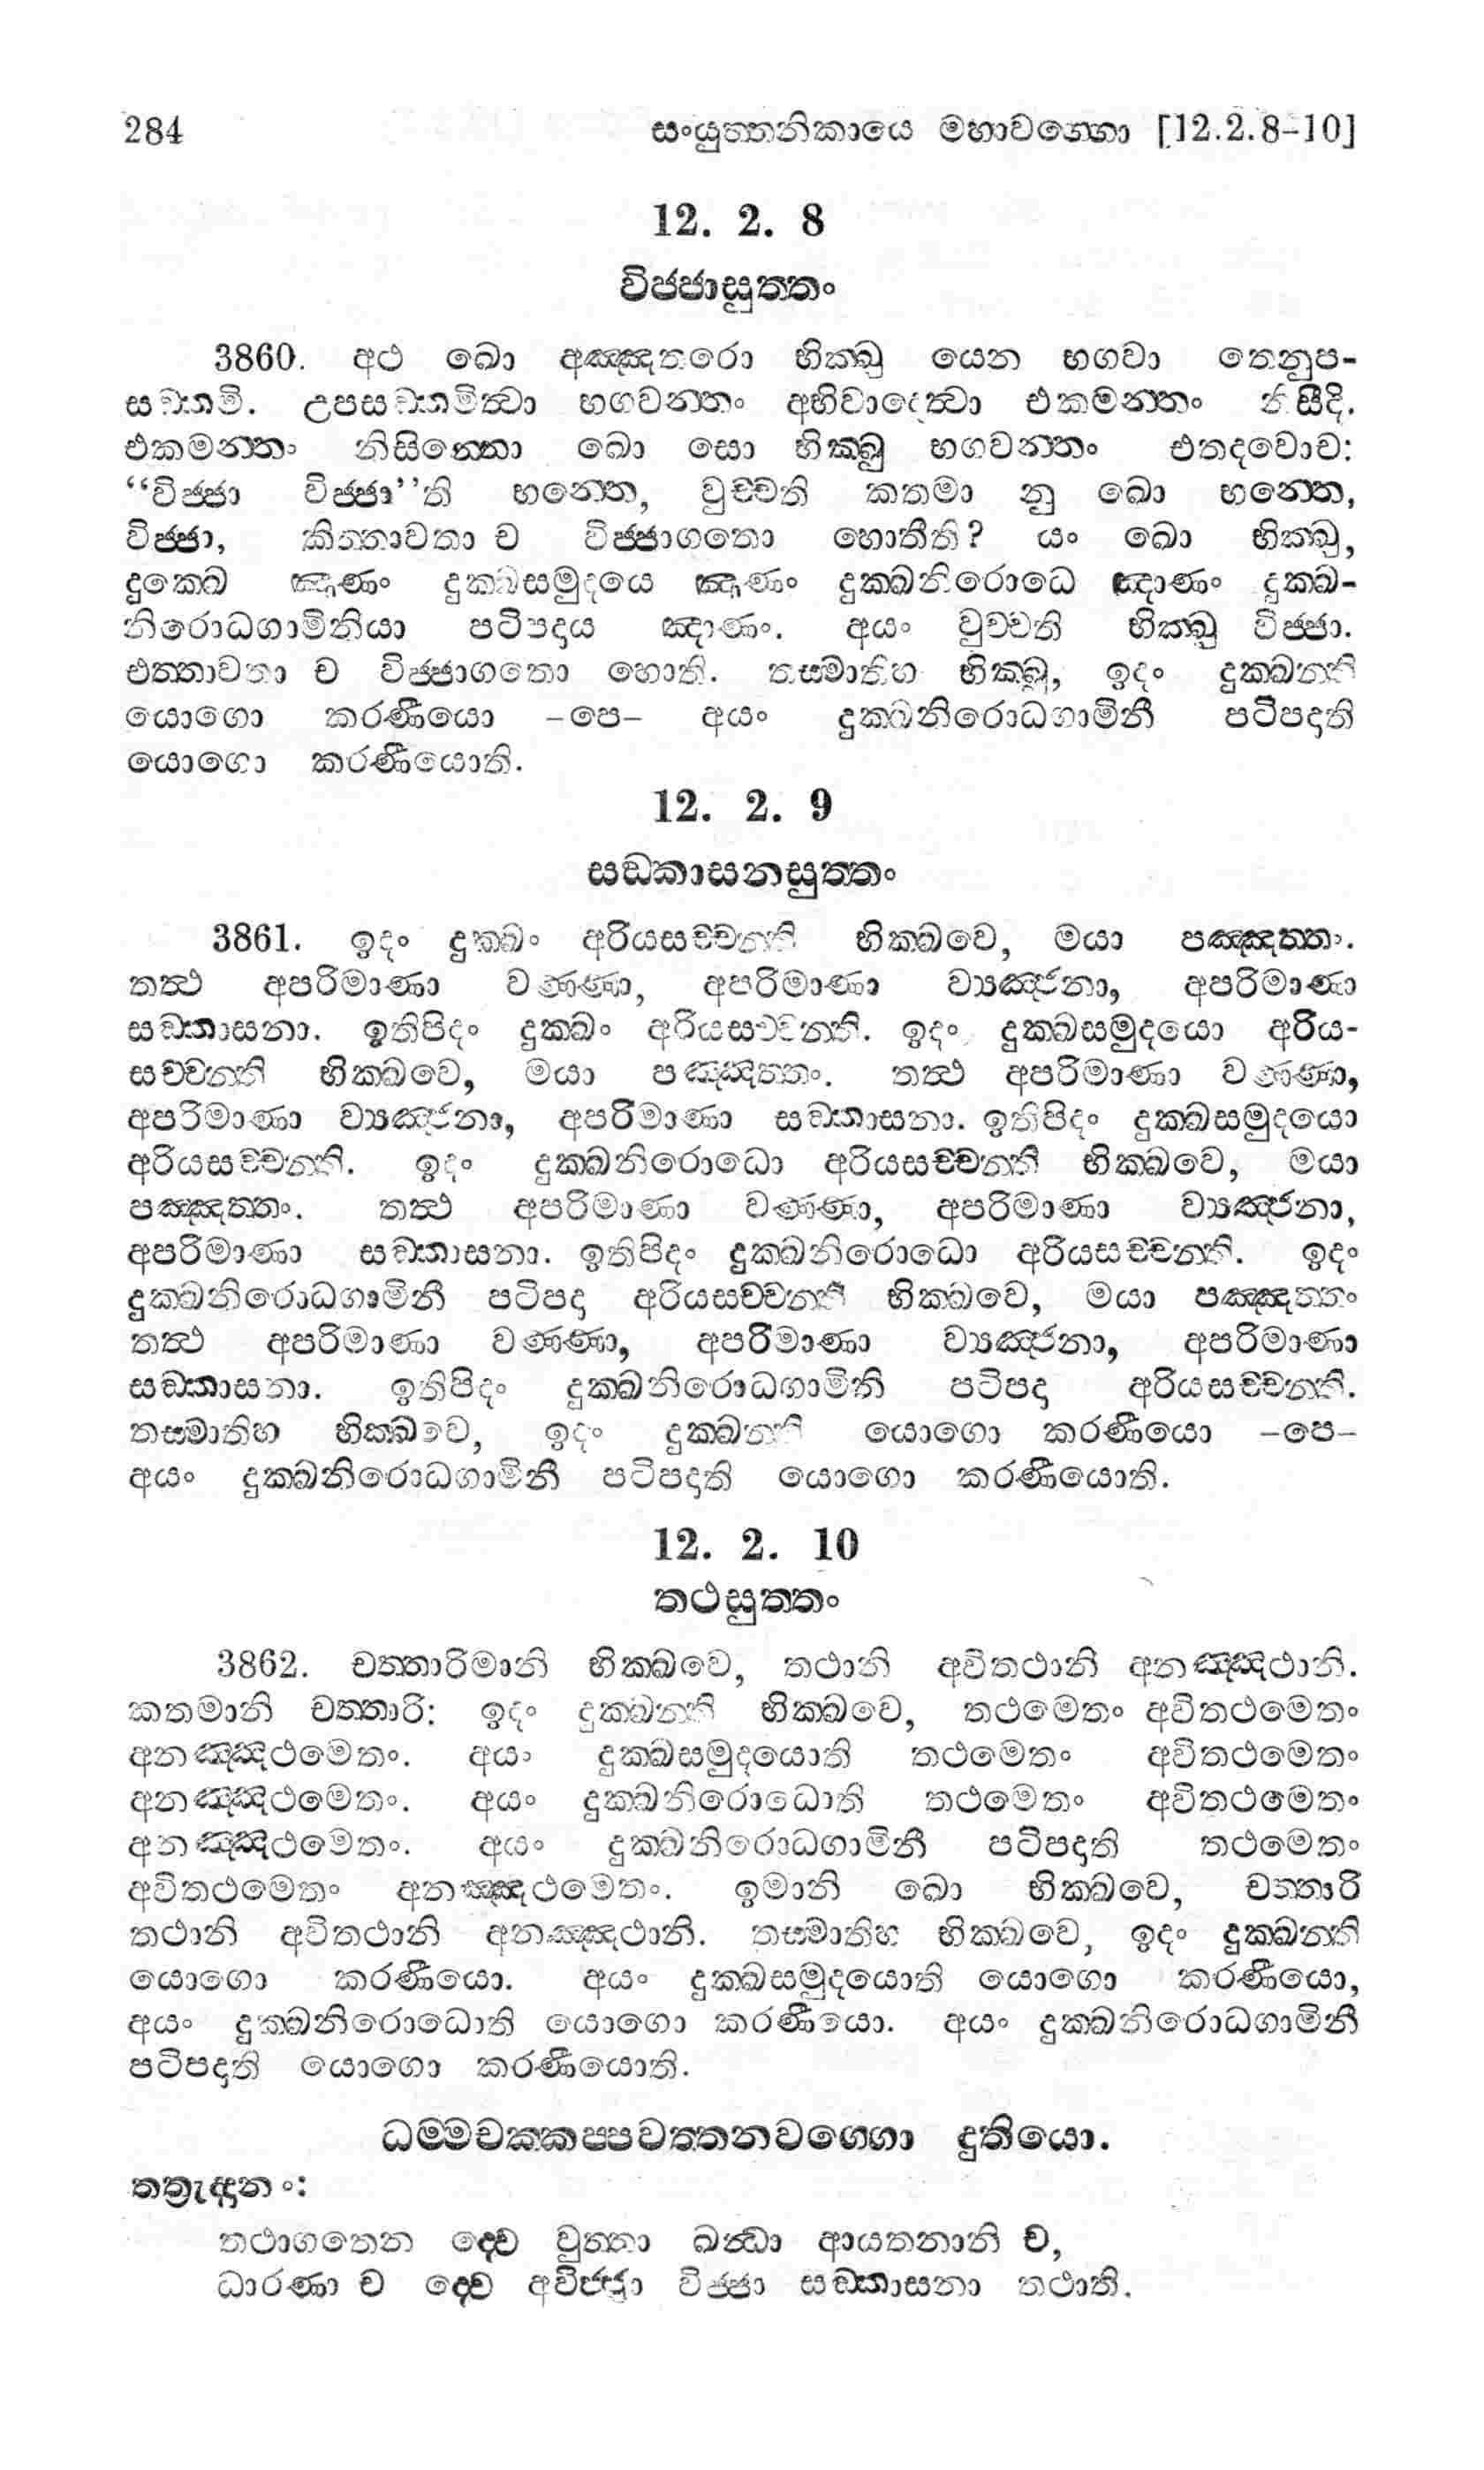 284 සංයුත්තනිකායෙ මහාවග්ගො [12.2.8-10]
12. 2. 8
විජ්ජාසුත්තං
3860. අථ ඛො අඤ්ඤතරො භික්ඛු යෙන භගවා තෙනුප-
සඞ්කමි. උපසඞ්කමිත්වා භගවන්තං අභිවාදෙත්වා එකමන්තං නිසීදි.
එකමන්තං නිසින්නො ඛො සො භික්ඛු භගවන්තං එතදවොච:
“විජ්ජා විජ්ජා”ති භන්තෙ, වුච්චති කතමා නු ඛො භන්තෙ,
විජ්ජා, කිත්තාවතා ච විජ්ජාගතො හොතීති? යං ඛො භික්ඛු,
දුක්ඛෙ ඤාණං දුක්ඛසමුදයෙ ඤාණං දුක්ඛනිරොධෙ ඤාණං දුක්ඛ-
නිරොධගාමිනියා පටිපදාය ඤාණං. අයං වුච්චති භික්ඛු විජ්ජා.
එත්තාවතා ච විජ්ජාගතො හොති. තස්මාතිහ භික්ඛු, ඉදං දුක්ඛන්ති
යොගො කරණීයො -පෙ- අයං දුක්ඛනිරොධගාමිනී පටිපදාති
යොගො කරණීයොති.
12. 2. 9
සඞ්කාසනසුත්තං
3861. ඉදං දුක්ඛං අරියසච්චන්ති භික්ඛවෙ, මයා පඤ්ඤත්තං.
තත්ථ අපරිමාණා වණ්ණා, අපරිමාණා ව්‍යඤ්ජනා, අපරිමාණා
සඞ්කාසනා. ඉතිපිදං දුක්ඛං අරියසච්චන්ති. ඉදං දුක්ඛසමුදයො අරිය-
සච්චන්ති භික්ඛවෙ, මයා පඤ්ඤත්තං. තත්ථ අපරිමාණා වණ්ණා,
අපරිමාණා ව්‍යඤ්ජනා, අපරිමාණා සඞ්කාසනා. ඉතිපිදං දුක්ඛසමුදයො
අරියසච්චන්ති. ඉදං දුක්ඛනිරොධො අරියසච්චන්ති භික්ඛවෙ, මයා
පඤ්ඤත්තං. තත්ථ අපරිමාණා වණ්ණා, අපරිමාණා ව්‍යඤ්ජනා,
අපරිමාණා සඞ්කාසනා. ඉතිපිදං දුක්ඛනිරොධො අරියසච්චන්ති. ඉදං
දුක්ඛනිරොධගාමිනී පටිපදා අරියසච්චන්ති භික්ඛවෙ, මයා පඤ්ඤත්තං
තත්ථ අපරිමාණා වණ්ණා, අපරිමාණා ව්‍යඤ්ජනා, අපරිමාණා
සඞ්කාසනා. ඉතිපිදං දුක්ඛනිරොධගාමිනි පටිපදා අරියසච්චන්ති.
තස්මාතිහ භික්ඛවෙ, ඉදං දුක්ඛන්ති යොගො කරණීයො -පෙ-
අයං දුක්ඛනිරොධගාමිනී පටිපදාති යොගො කරණීයොති.
12. 2. 10
තථසුත්තං
3862. චත්තාරිමානි භික්ඛවෙ, තථානි අවිතථානි අනඤ්ඤථානි.
කතමානි චත්තාරි: ඉදං දුක්ඛන්ති භික්ඛවෙ, තථමෙතං අවිතථමෙතං
අනඤ්ඤථමෙතං. අයං දුක්ඛසමුදයොති තථමෙතං අවිතථමෙතං
අනඤ්ඤථමෙතං. අයං දුක්ඛනිරොධොති තථමෙතං අවිතථමෙතං
අනඤ්ඤථමෙතං. අයං දුක්ඛනිරොධගාමිනී පටිපදාති තථමෙතං
අවිතථමෙතං අනඤ්ඤථමෙතං. ඉමානි ඛො භික්ඛවෙ, චත්තාරි
තථානි අවිතථානි අනඤ්ඤථානි. තස්මාතිහ භික්ඛවෙ, ඉදං දුක්ඛන්ති
යොගො කරණීයො. අයං දුක්ඛසමුදයොති යොගො කරණීයො,
අයං දුක්ඛනිරොධොති යොගො කරණීයො. අයං දුක්ඛනිරොධගාමිනී
පටිපදාති යොගො කරණීයොති.
ධම්මචක්කප්පවත්තනවග්ගො දුතියො.
තත්‍රැද්දානං:
තථාගතෙන ද්වෙ වුත්තා ඛන්ධා ආයතනානි ච,
ධාරණා ච ද්වෙ අවිජ්ජා විජ්ජා සඞ්කාසනා තථාති.